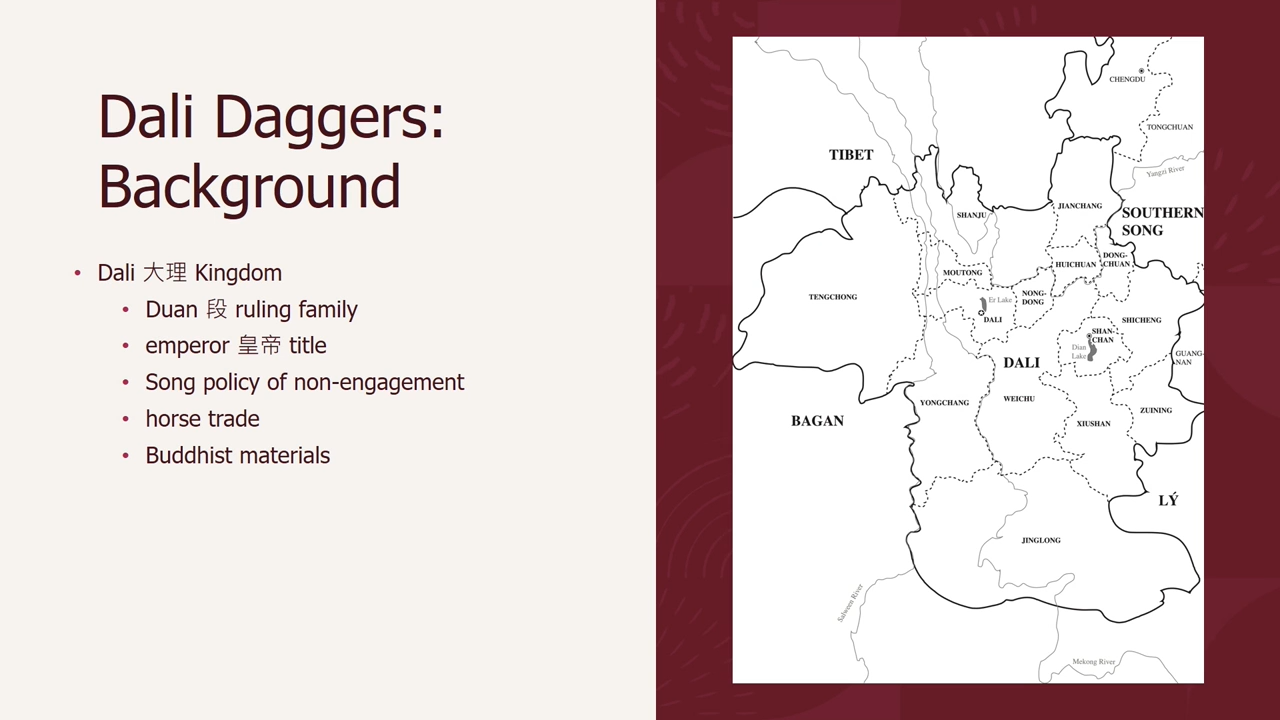 Dali Daggers:
Background
• Dali 大理 Kingdom
• Duan 段 ruling family
• emperor 皇帝 title
• Song policy of non-engagement
• horse trade
• Buddhist materials
CHENGDU
TONGCHUAN
TIBET
Yangzi River
JIANCHANG
SHANJU
SOUTHERN
SONG
DONG-
CHUAN
HUICHUAN
MOUTONG
TENGCHONG
NONG-
DONG
Er Lake
DALI
SHICHENG
SHAN-
CHAN
Dian
Lake
GUANG-
NAN
DALI
YONGCHANG
WEICHU
ZUINING
XIUSHAN
BAGAN
LÝ
JINGLONG
Salween River
Mekong River